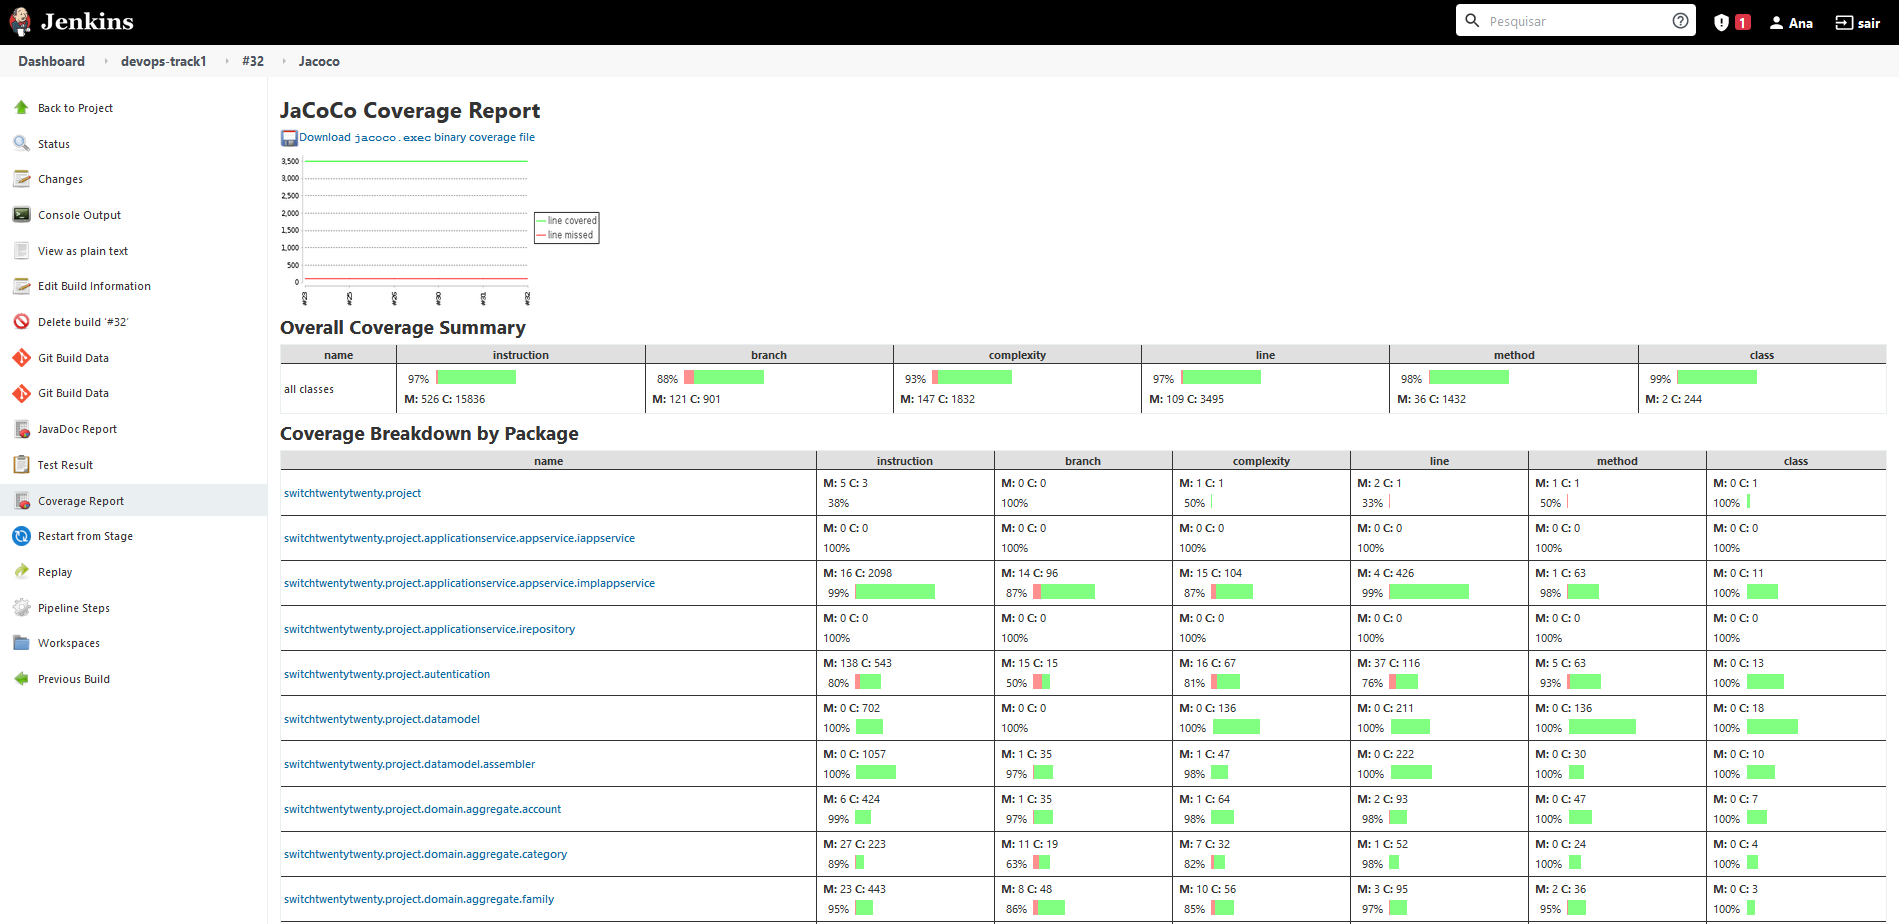 Jenkins
Pesquisar
1
Ana
sair
Dashboard
devops-track1
#32
Jacoco
Back to Project
Status
Changes
Console Output
View as plain text
Edit Build Information
Delete build '#32'
Git Build Data
Git Build Data
JavaDoc Report
Test Result
Coverage Report
Restart from Stage
Replay
Pipeline Steps
Workspaces
Previous Build
JaCoCo Coverage Report
Download jacoco.exec binary coverage file
3,500
3,000
2,500
2,000
1,500
1,000
500
0
#23
#25
#26
#30
#31
#32
line covered
line missed
Overall Coverage Summary
name instruction branch complexity line method class
all classes
97% 88% 93% 97% 98% 99%
M: 526 C: 15836 M: 121 C: 901 M: 147 C: 1832 M: 109 C: 3495 M: 36 C: 1432 M: 2 C: 244
Coverage Breakdown by Package
name instruction branch complexity line method class
switchtwentytwenty.project
M: 5 C: 3 M: 0 C: 0 M: 1 C: 1 M: 2 C: 1 M: 1 C: 1 M: 0 C: 1
38% 100% 50% 33% 50% 100%
switchtwentytwenty.project.applicationservice.appservice.iappservice
M: 0 C: 0 M: 0 C: 0 M: 0 C: 0 M: 0 C: 0 M: 0 C: 0 M: 0 C: 0
100% 100% 100% 100% 100% 100%
switchtwentytwenty.project.applicationservice.appservice.implappservice
M: 16 C: 2098 M: 14 C: 96 M: 15 C: 104 M: 4 C: 426 M: 1 C: 63 M: 0 C: 11
99% 87% 87% 99% 98% 100%
switchtwentytwenty.project.applicationservice.irepository
M: 0 C: 0 M: 0 C: 0 M: 0 C: 0 M: 0 C: 0 M: 0 C: 0 M: 0 C: 0
100% 100% 100% 100% 100% 100%
switchtwentytwenty.project.autentication
M: 138 C: 543 M: 15 C: 15 M: 16 C: 67 M: 37 C: 116 M: 5 C: 63 M: 0 C: 13
80% 50% 81% 76% 93% 100%
switchtwentytwenty.project.datamodel
M: 0 C: 702 M: 0 C: 0 M: 0 C: 136 M: 0 C: 211 M: 0 C: 136 M: 0 C: 18
100% 100% 100% 100% 100% 100%
switchtwentytwenty.project.datamodel.assembler
M: 0 C: 1057 M: 1 C: 35 M: 1 C: 47 M: 0 C: 222 M: 0 C: 30 M: 0 C: 10
100% 97% 98% 100% 100% 100%
switchtwentytwenty.project.domain.aggregate.account
M: 6 C: 424 M: 1 C: 35 M: 1 C: 64 M: 2 C: 93 M: 0 C: 47 M: 0 C: 7
99% 97% 98% 98% 100% 100%
switchtwentytwenty.project.domain.aggregate.category
M: 27 C: 223 M: 11 C: 19 M: 7 C: 32 M: 1 C: 52 M: 0 C: 24 M: 0 C: 4
89% 63% 82% 98% 100% 100%
switchtwentytwenty.project.domain.aggregate.family
M: 23 C: 443 M: 8 C: 48 M: 10 C: 56 M: 3 C: 95 M: 2 C: 36 M: 0 C: 3
95% 86% 85% 97% 95% 100%